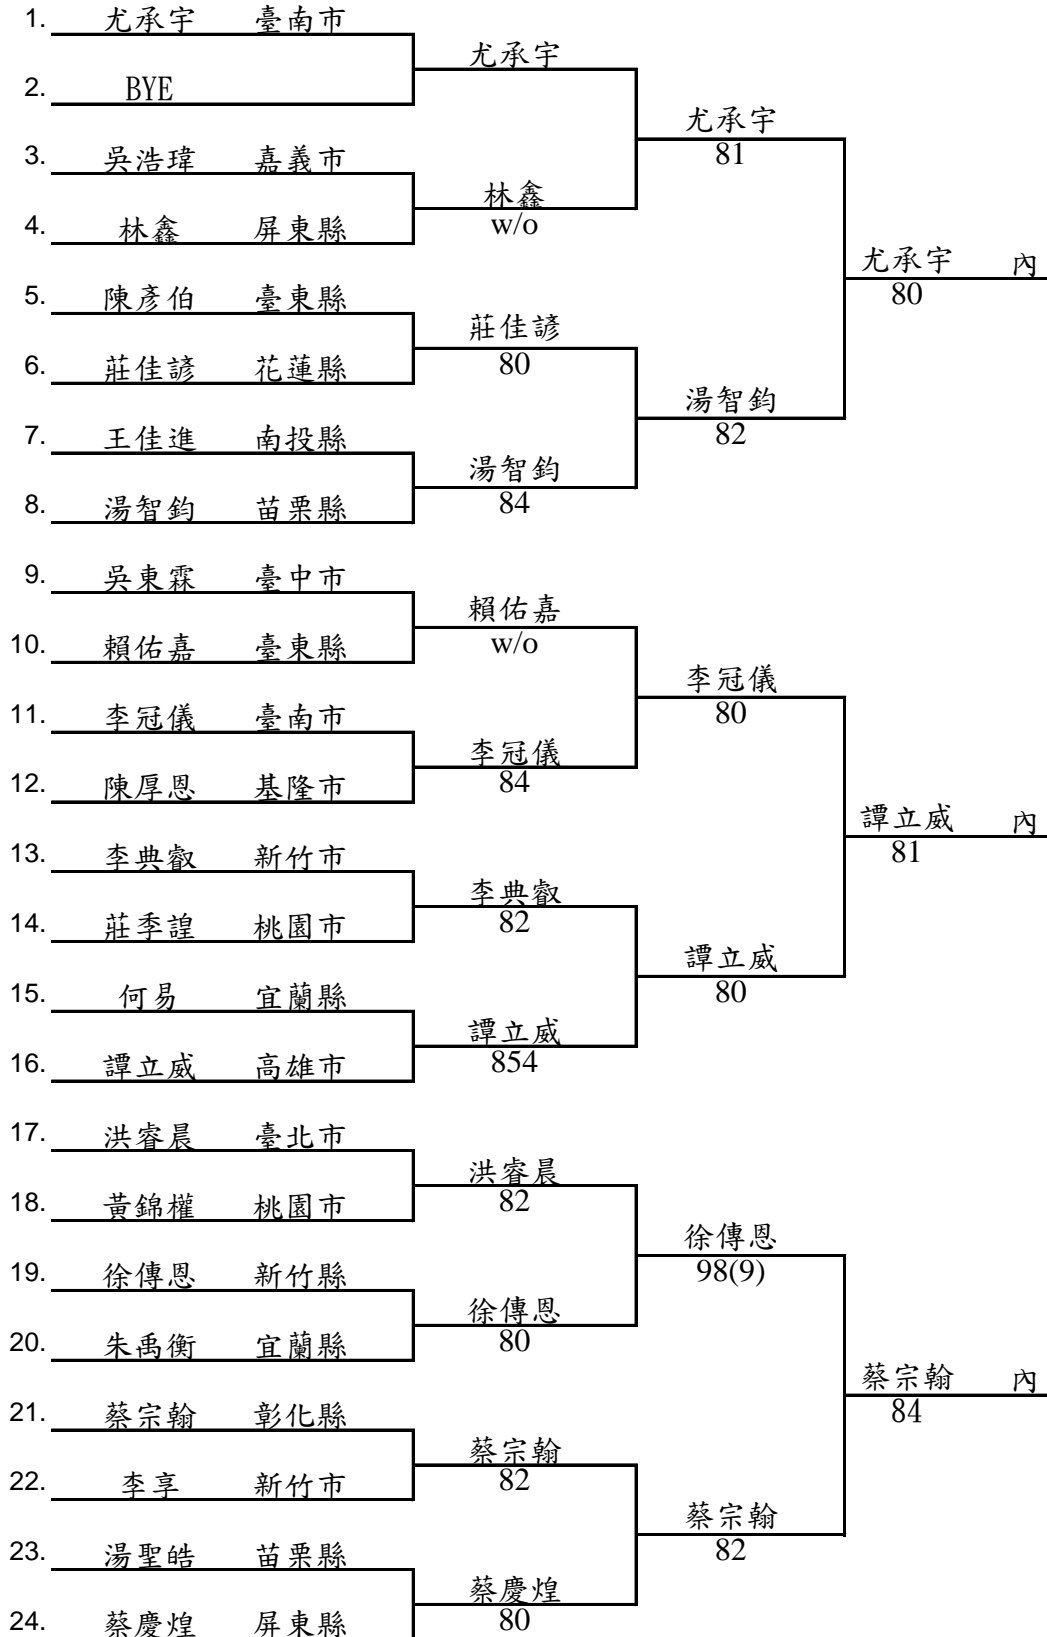 1. 尤承宇 臺南市
尤承宇
2. BYE
尤承宇
81
3. 吳浩瑋 嘉義市
林鑫
w/o
4. 林鑫 屏東縣
尤承宇 內
80
5. 陳彥伯 臺東縣
莊佳諺
80
6. 莊佳諺 花蓮縣
湯智鈞
82
7. 王佳進 南投縣
湯智鈞
84
8. 湯智鈞 苗栗縣
9. 吳東霖 臺中市
賴佑嘉
w/o
10. 賴佑嘉 臺東縣
李冠儀
80
11. 李冠儀 臺南市
李冠儀
84
12. 陳厚恩 基隆市
譚立威 內
81
13. 李典叡 新竹市
李典叡
82
14. 莊季諠 桃園市
譚立威
80
15. 何易 宜蘭縣
譚立威
854
16. 譚立威 高雄市
17. 洪睿晨 臺北市
洪睿晨
82
18. 黃錦權 桃園市
徐傳恩
98(9)
19. 徐傳恩 新竹縣
徐傳恩
80
20. 朱禹衡 宜蘭縣
蔡宗翰 內
84
21. 蔡宗翰 彰化縣
蔡宗翰
82
22. 李享 新竹市
蔡宗翰
82
23. 湯聖皓 苗栗縣
蔡慶煌
80
24. 蔡慶煌 屏東縣